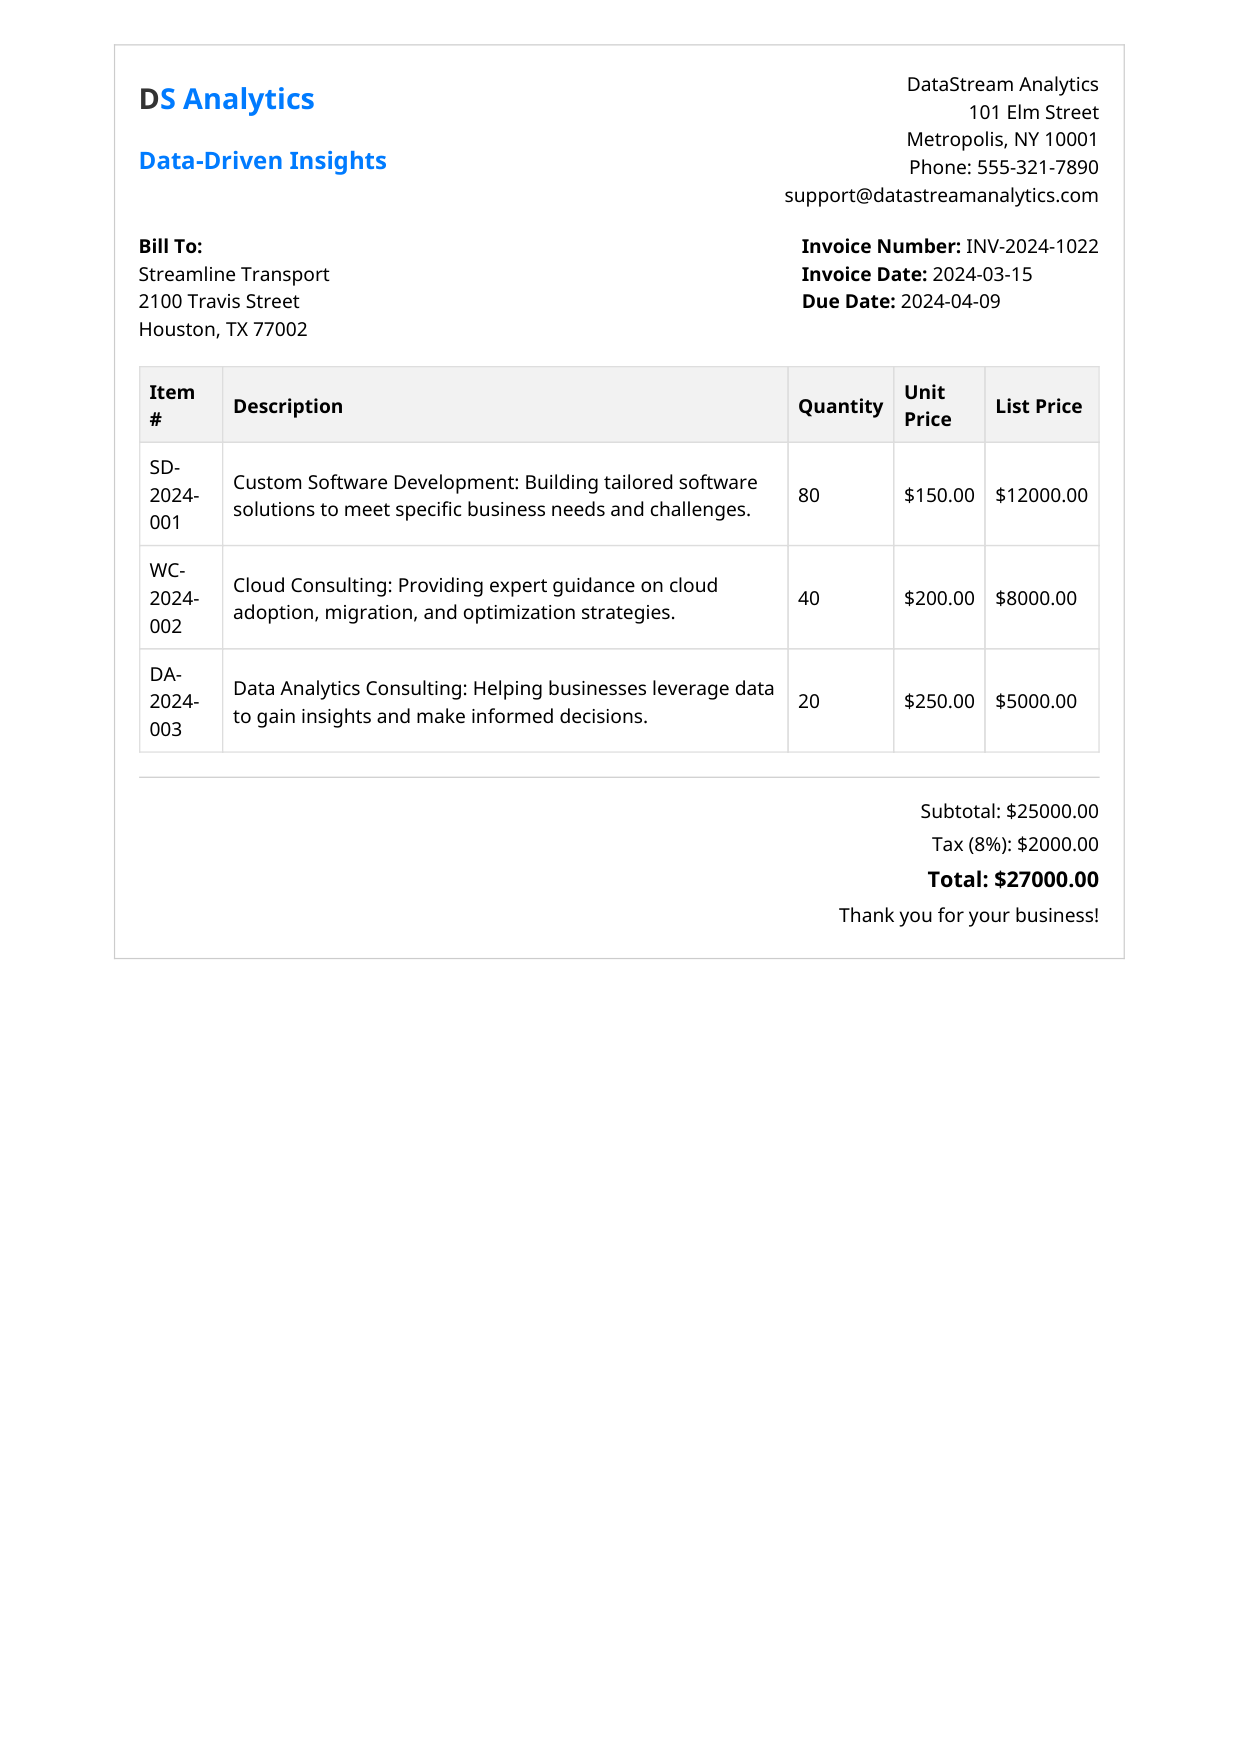 DS Analytics
Data-Driven Insights
DataStream Analytics
101 Elm Street
Metropolis, NY 10001
Phone: 555-321-7890
support@datastreamanalytics.com
Bill To:
Streamline Transport
2100 Travis Street
Houston, TX 77002
Invoice Number: INV-2024-1022
Invoice Date: 2024-03-15
Due Date: 2024-04-09
Item
#
Description
Quantity
Unit
Price
List Price
SD-
2024-
001
Custom Software Development: Building tailored software
solutions to meet specific business needs and challenges.
80
$150.00
$12000.00
WC-
2024-
002
Cloud Consulting: Providing expert guidance on cloud
adoption, migration, and optimization strategies.
40
$200.00
$8000.00
DA-
2024-
003
Data Analytics Consulting: Helping businesses leverage data
to gain insights and make informed decisions.
20
$250.00
$5000.00
Subtotal: $25000.00
Tax (8%): $2000.00
Total: $27000.00
Thank you for your business!